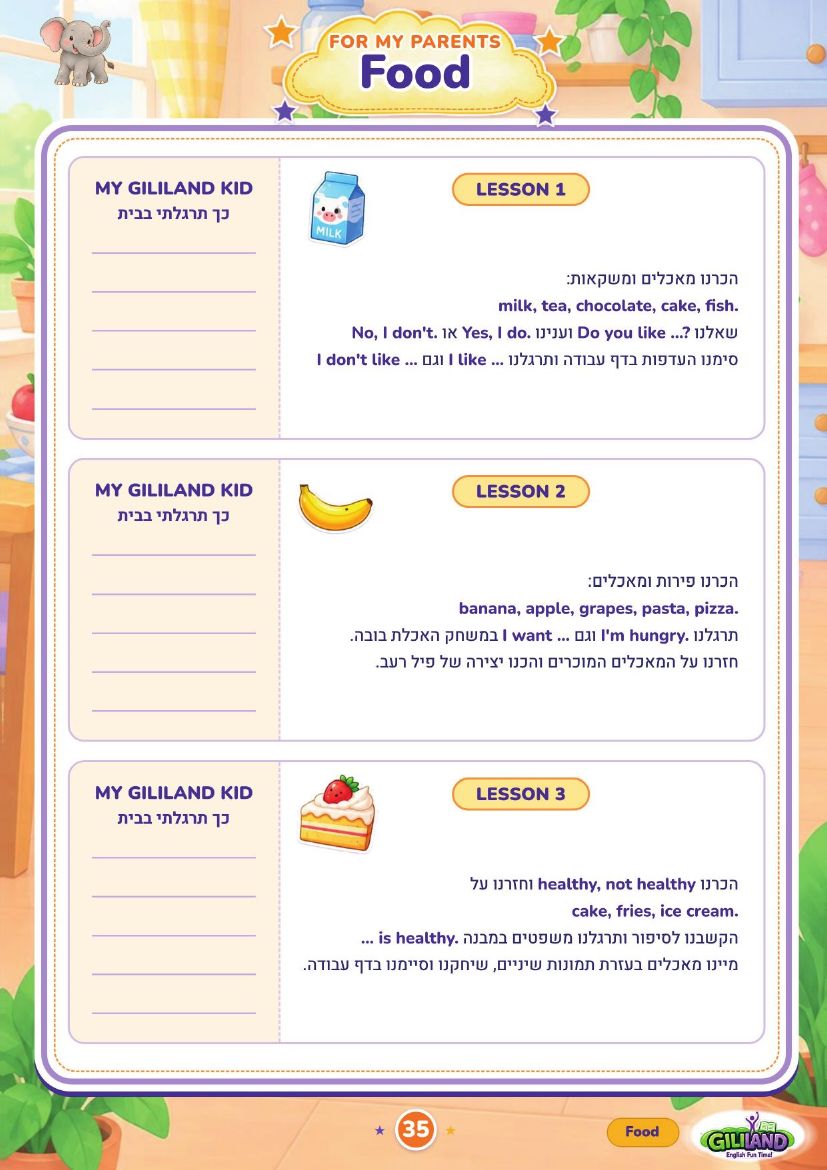 FOR MY PARENTS
Food
MY GILILAND KID
כך תרגלתי בבית
LESSON 1
MILK
הכרנו מאכלים ומשקאות:
milk, tea, chocolate, cake, fish.
שאלנו Do you like ...? וענינו Yes, I do. או No, I don't.
סימנו העדפות בדף עבודה ותרגלנו I like ... וגם I don't like ...
MY GILILAND KID
כך תרגלתי בבית
LESSON 2
הכרנו פירות ומאכלים:
banana, apple, grapes, pasta, pizza.
תרגלנו I'm hungry. וגם I want ... במשחק האכלת בובה.
חזרנו על המאכלים המוכרים והכנו יצירה של פיל רעב.
MY GILILAND KID
כך תרגלתי בבית
LESSON 3
הכרנו healthy, not healthy וחזרנו על
cake, fries, ice cream.
הקשבנו לסיפור ותרגלנו משפטים במבנה ... is healthy.
מיינו מאכלים בעזרת תמונות שיניים, שיחקנו וסיימנו בדף עבודה.
35
Food
GILILAND
English Fun Time!